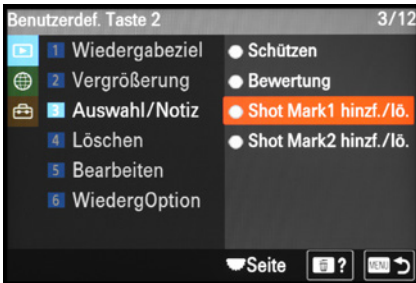 Benutzerdef. Taste 2 3/12
1 Wiedergabeziel
2 Vergrößerung
3 Auswahl/Notiz
4 Löschen
5 Bearbeiten
6 WiedergOption
Schützen
Bewertung
Shot Mark1 hinzf./lö.
Shot Mark2 hinzf./lö.
Seite ? MENU